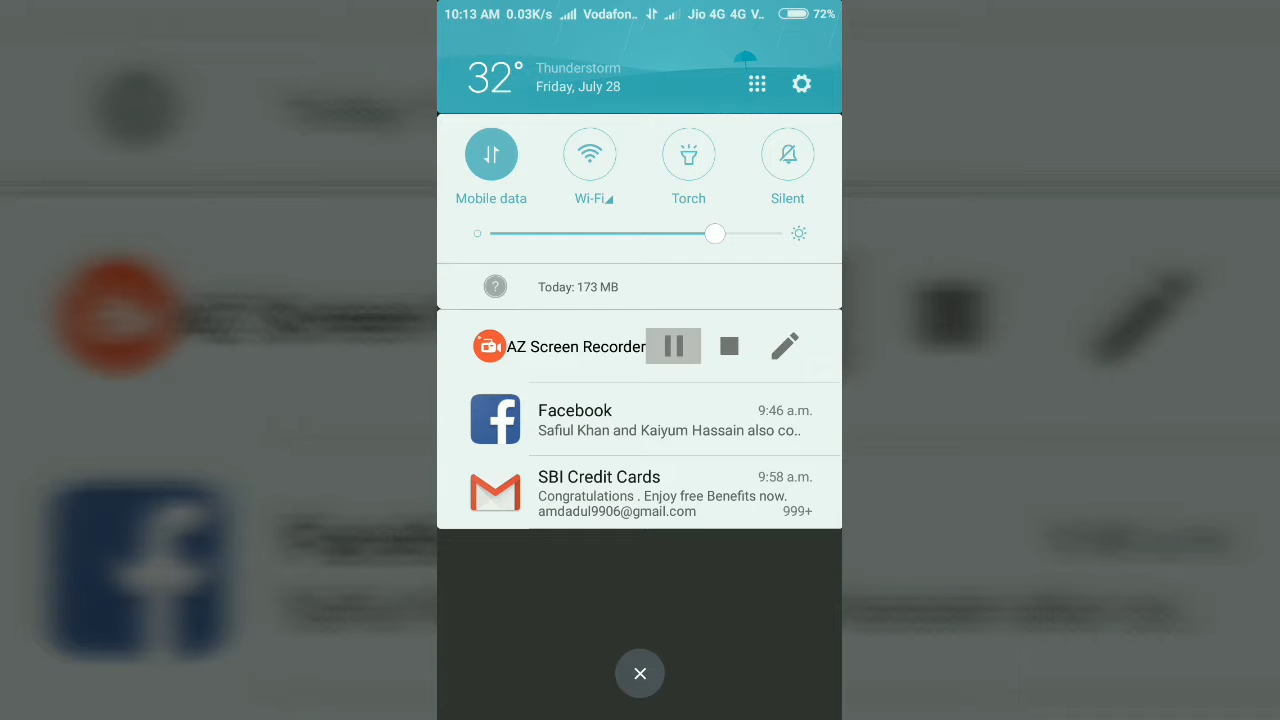 10:13 AM 0.03K/s Vodafon.. Jio 4G 4G V.. 72%
32° Thunderstorm
Friday, July 28
Mobile data Wi-Fi Torch Silent
? Today: 173 MB
AZ Screen Recorder
Facebook 9:46 a.m.
Safiul Khan and Kaiyum Hassain also co..
SBI Credit Cards 9:58 a.m.
Congratulations . Enjoy free Benefits now.
amdadul9906@gmail.com 999+